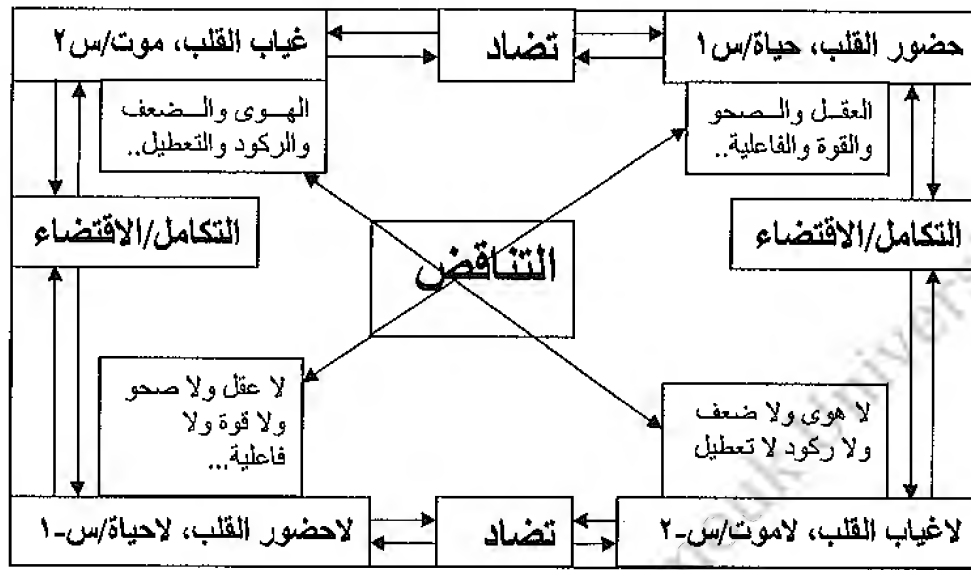 حضور القلب، حياة/س١
تضاد
غياب القلب، موت/س٢
العقل والصحو
والقوة والفاعلية..
الهوى والضعف
والركود والتعطيل..
التكامل/الاقتضاء
التناقض
التكامل/الاقتضاء
لا هوى ولا ضعف
ولا ركود لا تعطيل
لا عقل ولا صحو
ولا قوة ولا
فاعلية...
لاغياب القلب، لاموت/س-٢
تضاد
لاحضور القلب، لاحياة/س-١